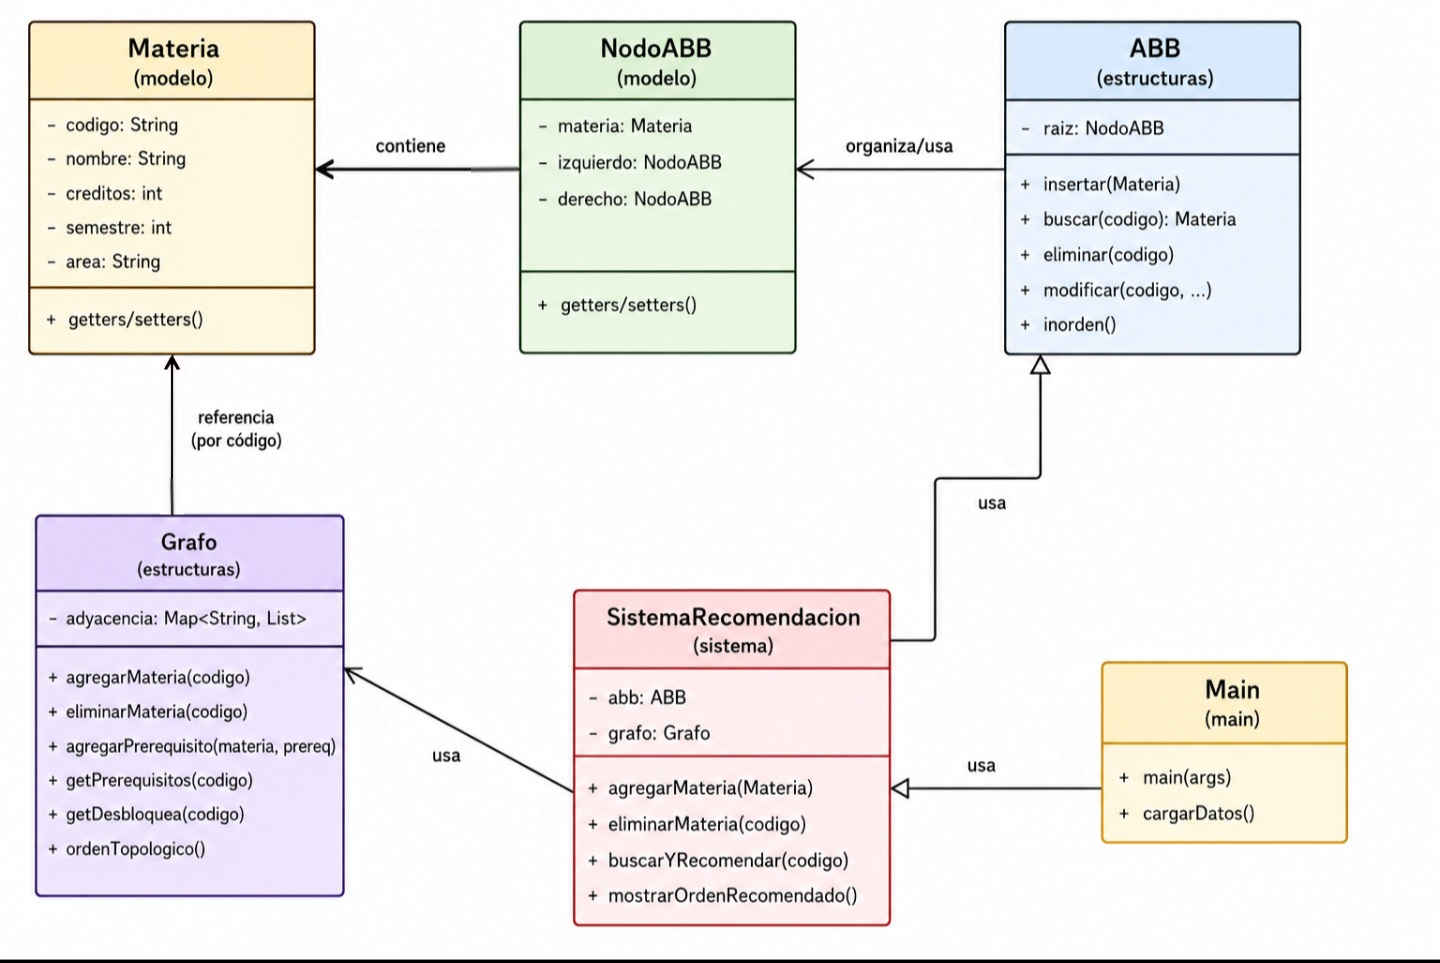 Materia
(modelo)
- codigo: String
- nombre: String
- creditos: int
- semestre: int
- area: String
+ getters/setters()
contiene
NodoABB
(modelo)
- materia: Materia
- izquierdo: NodoABB
- derecho: NodoABB
+ getters/setters()
organiza/usa
ABB
(estructuras)
- raiz: NodoABB
+ insertar(Materia)
+ buscar(codigo): Materia
+ eliminar(codigo)
+ modificar(codigo, ...)
+ inorden()
referencia
(por código)
usa
Grafo
(estructuras)
- adyacencia: Map<String, List>
+ agregarMateria(codigo)
+ eliminarMateria(codigo)
+ agregarPrerequisito(materia, prereq)
+ getPrerequisitos(codigo)
+ getDesbloquea(codigo)
+ ordenTopologico()
usa
SistemaRecomendacion
(sistema)
- abb: ABB
- grafo: Grafo
+ agregarMateria(Materia)
+ eliminarMateria(codigo)
+ buscarYRecomendar(codigo)
+ mostrarOrdenRecomendado()
usa
Main
(main)
+ main(args)
+ cargarDatos()